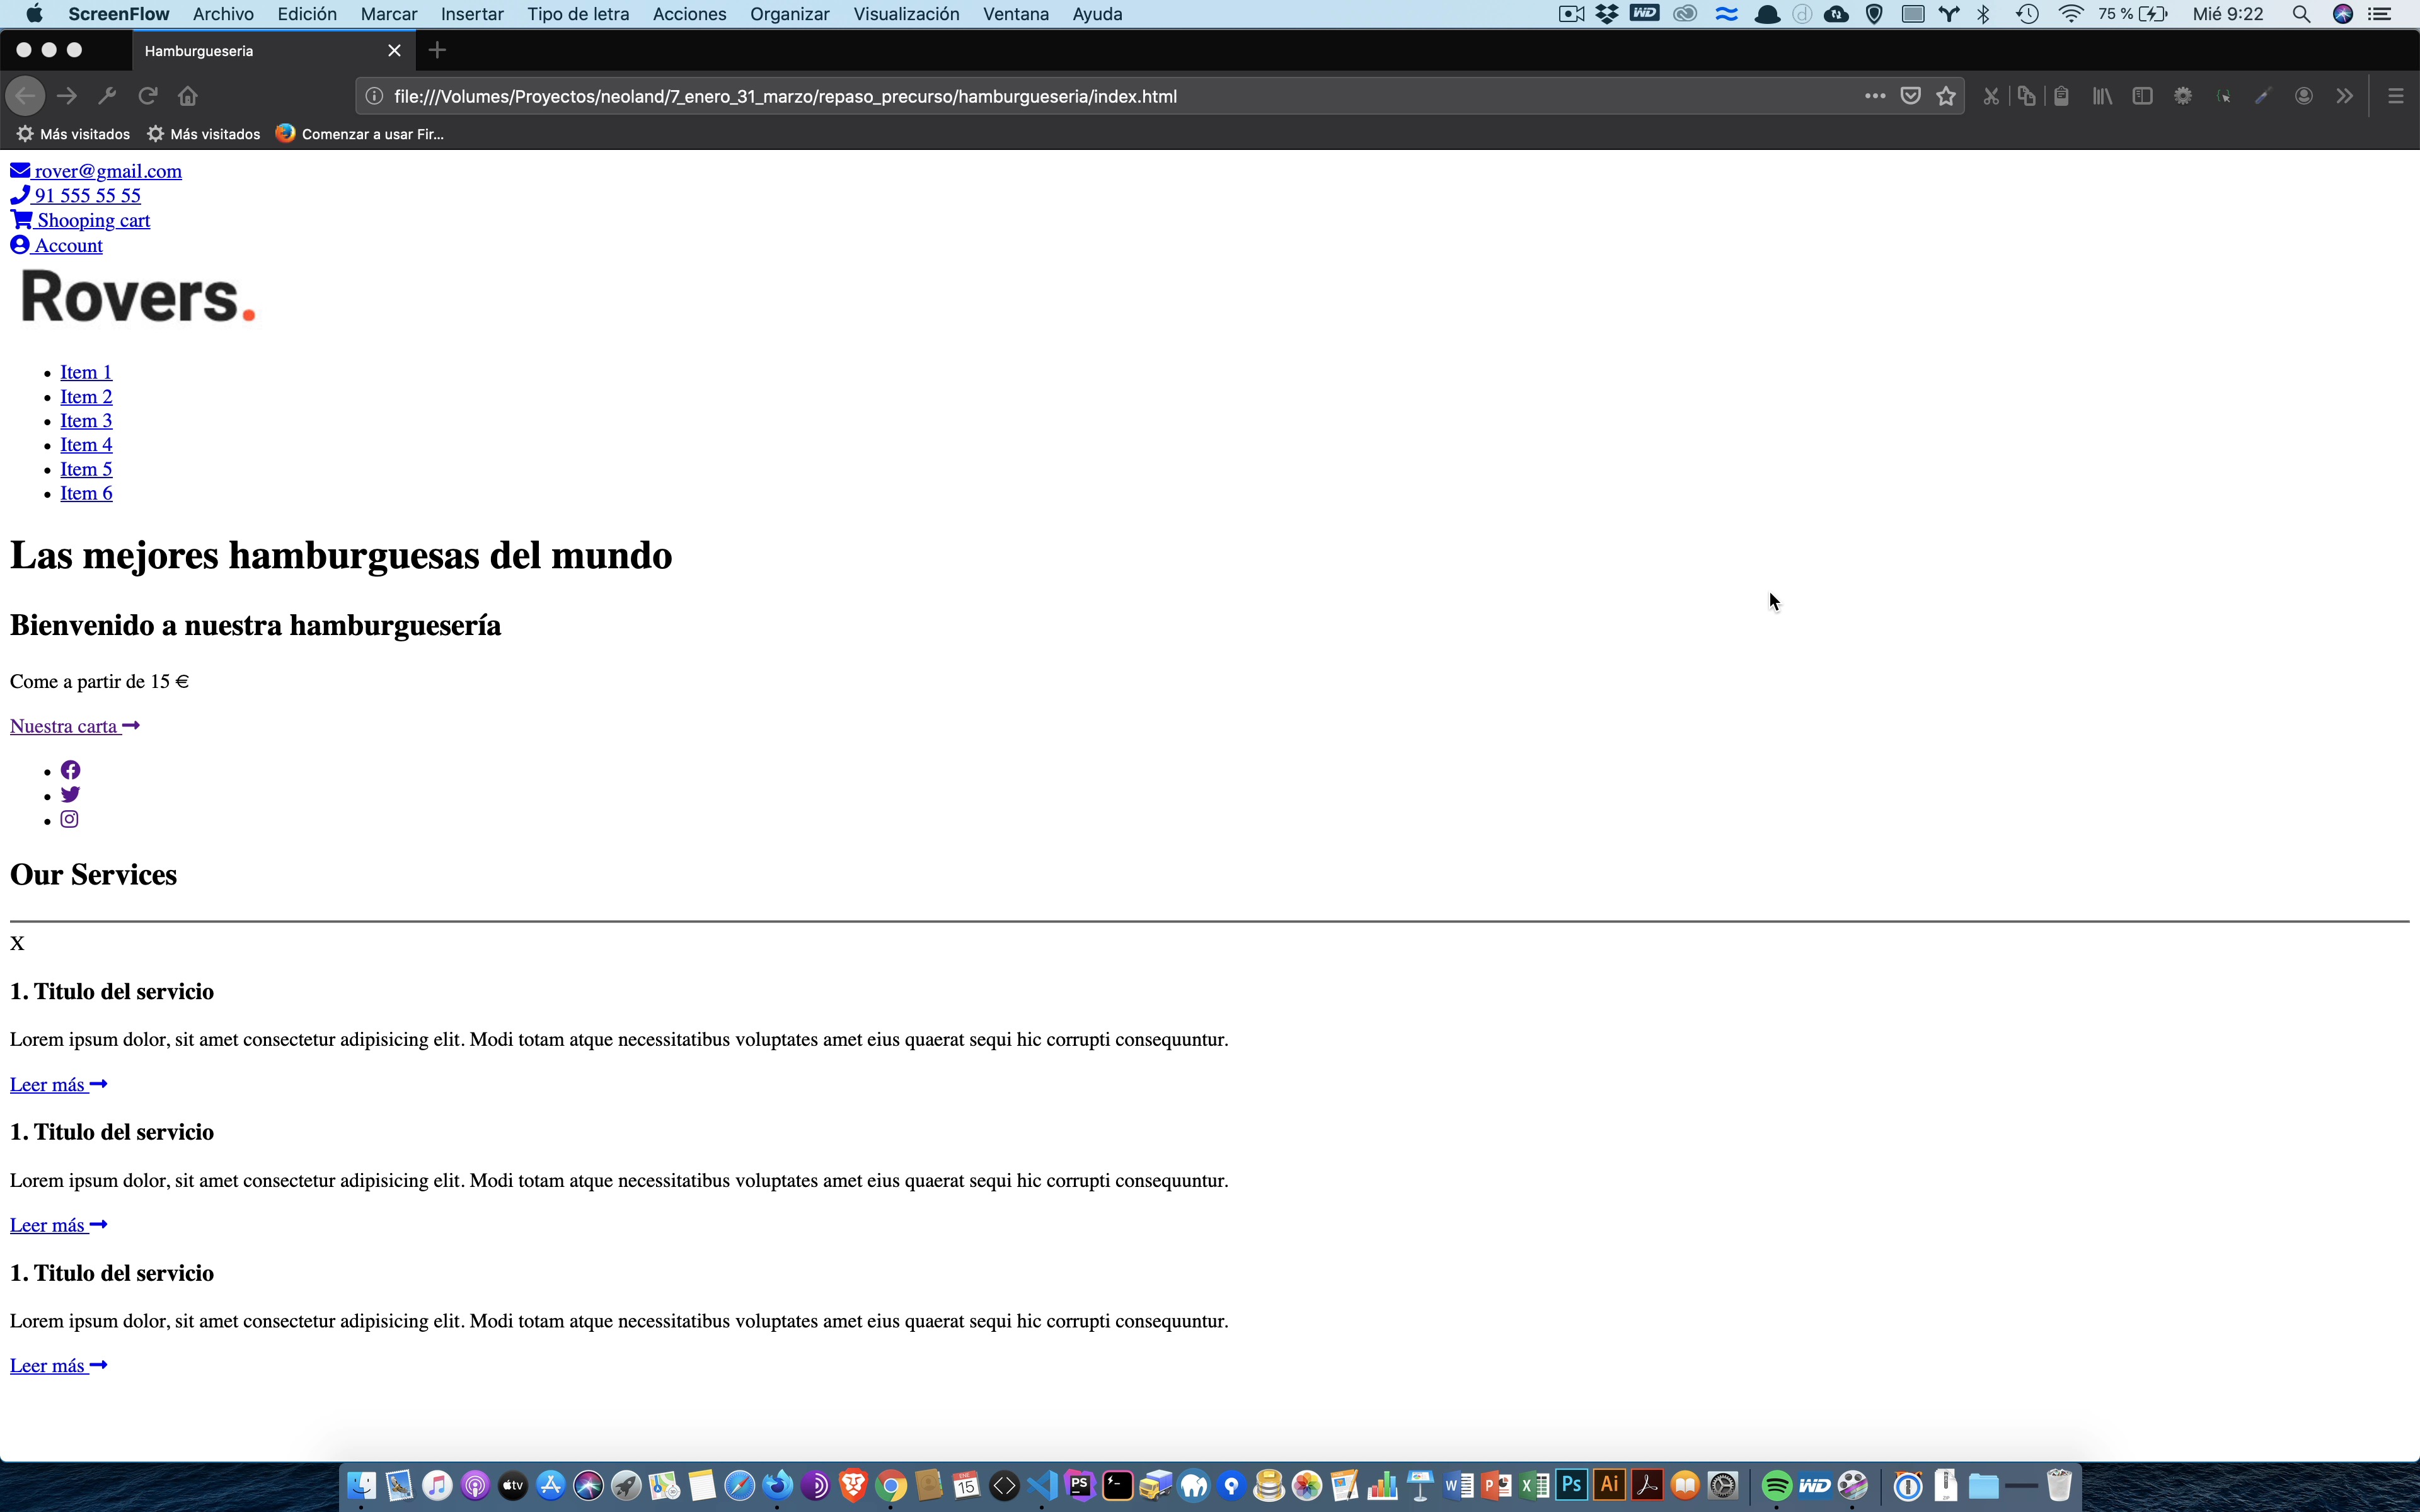 ScreenFlow Archivo Edición Marcar Insertar Tipo de letra Acciones Organizar Visualización Ventana Ayuda WD 75 % Mié 9:22
Hamburgueseria
file:///Volumes/Proyectos/neoland/7_enero_31_marzo/repaso_precurso/hamburgueseria/index.html
Más visitados Más visitados Comenzar a usar Fir...
rover@gmail.com
91 555 55 55
Shooping cart
Account
Rovers.
Item 1
Item 2
Item 3
Item 4
Item 5
Item 6
Las mejores hamburguesas del mundo
Bienvenido a nuestra hamburguesería
Come a partir de 15 €
Nuestra carta
Our Services
X
1. Titulo del servicio
Lorem ipsum dolor, sit amet consectetur adipisicing elit. Modi totam atque necessitatibus voluptates amet eius quaerat sequi hic corrupti consequuntur.
Leer más
1. Titulo del servicio
Lorem ipsum dolor, sit amet consectetur adipisicing elit. Modi totam atque necessitatibus voluptates amet eius quaerat sequi hic corrupti consequuntur.
Leer más
1. Titulo del servicio
Lorem ipsum dolor, sit amet consectetur adipisicing elit. Modi totam atque necessitatibus voluptates amet eius quaerat sequi hic corrupti consequuntur.
Leer más
tv 15 PS W P X Ps Ai WD